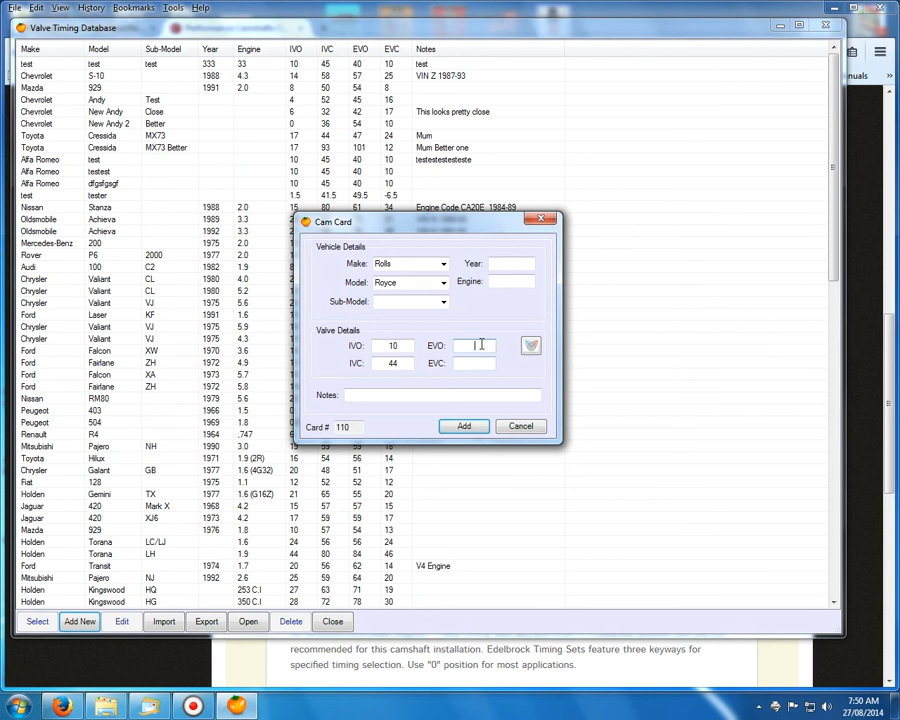 File Edit View History Bookmarks Tools Help
Valve Timing Database
Make Model Sub-Model Year Engine IVO IVC EVO EVC Notes
test test test 333 33 10 45 40 10 test
Chevrolet S-10 1988 4.3 14 58 57 25 VIN Z 1987-93
Mazda 929 1991 2.0 8 50 54 8
Chevrolet Andy Test 4 52 45 16
Chevrolet New Andy Close 6 32 42 17 This looks pretty close
Chevrolet New Andy 2 Better 0 36 54 10
Toyota Cressida MX73 17 44 47 24 Mum
Toyota Cressida MX73 Better 17 93 101 12 Mum Better one
Alfa Romeo test 10 45 40 10 testestestesteste
Alfa Romeo testest 10 45 40 10
Alfa Romeo dfgsfgsgf 10 45 40 10
test tester 1.5 41.5 49.5 -6.5
Nissan Stanza 1988 2.0 15 80 61 34 Engine Code CA20E 1984-89
Oldsmobile Achieva 1989 3.3
Oldsmobile Achieva 1992 3.3
Mercedes-Benz 200 1975 2.0
Rover P6 2000 1977 2.0
Audi 100 C2 1982 1.9
Chrysler Valiant CL 1980 4.0
Chrysler Valiant CL 1980 5.2
Chrysler Valiant VJ 1975 5.6
Ford Laser KF 1991 1.6
Chrysler Valiant VJ 1975 5.9
Chrysler Valiant VJ 1975 5.9
Ford Falcon XW 1970 3.6
Ford Fairlane ZH 1972 4.9
Ford Falcon XA 1973 5.7
Ford Fairlane ZH 1972 5.8
Nissan RM80 1979 5.6
Peugeot 403 1966 1.5
Peugeot 504 1968 1.8
Renault R4 1964 ,747
Mitsubishi Pajero NH 1990 3.0
Toyota Hilux 1971 1.9 (2R) 16 54 56 14
Chrysler Galant GB 1977 1.6 (4G32) 20 48 51 17
Fiat 128 1975 1.1 12 52 52 12
Holden Gemini TX 1977 1.6 (G16Z) 21 65 55 20
Jaguar 420 Mark X 1968 4.2 15 57 57 15
Jaguar 420 XJ6 1973 4.2 17 59 59 17
Mazda 929 1976 1.8 10 57 54 13
Holden Torana LC/LJ 1.6 24 56 56 24
Holden Torana LH 1.9 44 80 84 46
Ford Transit 1974 1.7 20 56 62 14 V4 Engine
Mitsubishi Pajero NJ 1992 2.6 25 59 64 20
Holden Kingswood HQ 253 C.I 27 63 71 19
Holden Kingswood HG 350 C.I 28 72 78 30
Select Add New Edit Import Export Open Delete Close
Cam Card
Vehicle Details
Make: Rolls Year:
Model: Royce Engine:
Sub-Model:
Valve Details
IVO: 10 EVO:
IVC: 44 EVC:
Notes:
Card # 110 Add Cancel
nuals »
recommended for this camshaft installation. Edelbrock Timing Sets feature three keyways for
specified timing selection. Use "0" position for most applications.
7:50 AM
27/08/2014